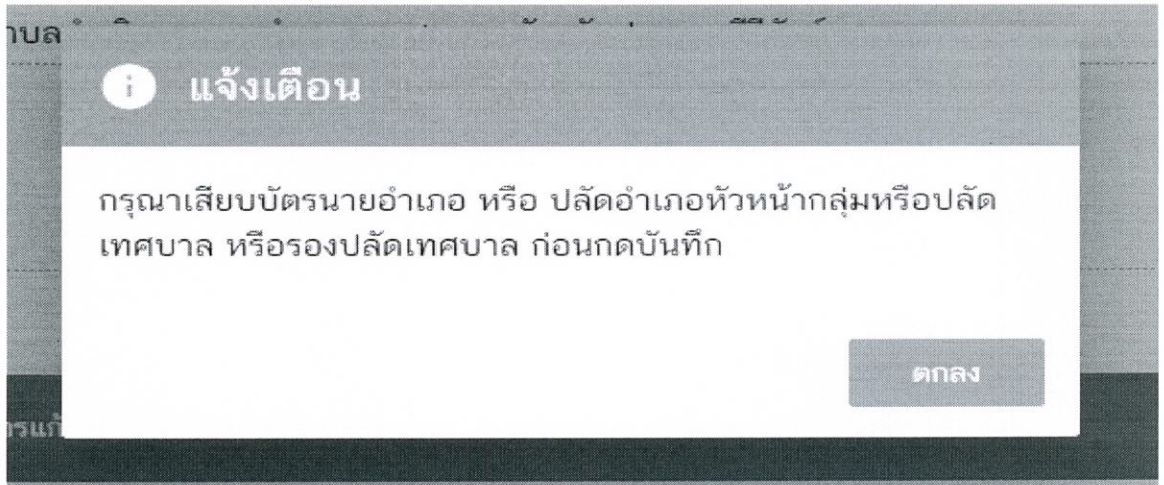 แจ้งเตือน
กรุณาเสียบบัตรนายอำเภอ หรือ ปลัดอำเภอหัวหน้ากลุ่มหรือปลัด
เทศบาล หรือรองปลัดเทศบาล ก่อนกดบันทึก
ตกลง